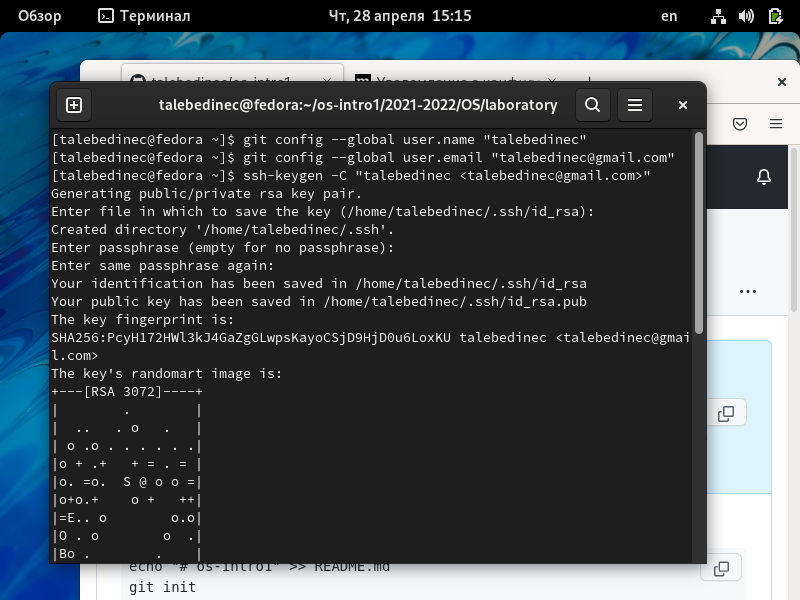 Обзор Терминал Чт, 28 апреля 15:15 en
talebedinec@fedora:~/os-intro1/2021-2022/OS/laboratory
[talebedinec@fedora ~]$ git config --global user.name "talebedinec"
[talebedinec@fedora ~]$ git config --global user.email "talebedinec@gmail.com"
[talebedinec@fedora ~]$ ssh-keygen -C "talebedinec <talebedinec@gmail.com>"
Generating public/private rsa key pair.
Enter file in which to save the key (/home/talebedinec/.ssh/id_rsa):
Created directory '/home/talebedinec/.ssh'.
Enter passphrase (empty for no passphrase):
Enter same passphrase again:
Your identification has been saved in /home/talebedinec/.ssh/id_rsa
Your public key has been saved in /home/talebedinec/.ssh/id_rsa.pub
The key fingerprint is:
SHA256:PcyH172HWl3kJ4GaZgGLwpsKayoCSjD9HjD0u6LoxKU talebedinec <talebedinec@gmai
l.com>
The key's randomart image is:
+---[RSA 3072]----+
|        .        |
|  ..   . o   .   |
| o .o . . . . . .|
|o + .+   + = . = |
|o. =o.  S @ o o =|
|o+o.+    o +   ++|
|=E.. o        o.o|
|O . o        o  .|
|Bo .        .    |
echo "# os-intro1" >> README.md
git init